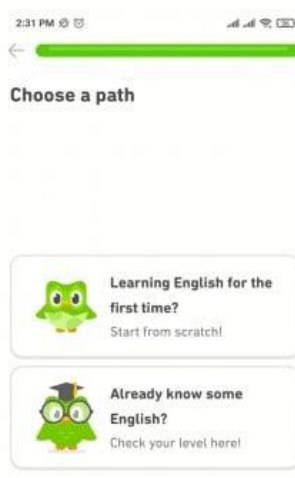 2:31 PM
Choose a path
Learning English for the
first time?
Start from scratch!
Already know some
English?
Check your level here!